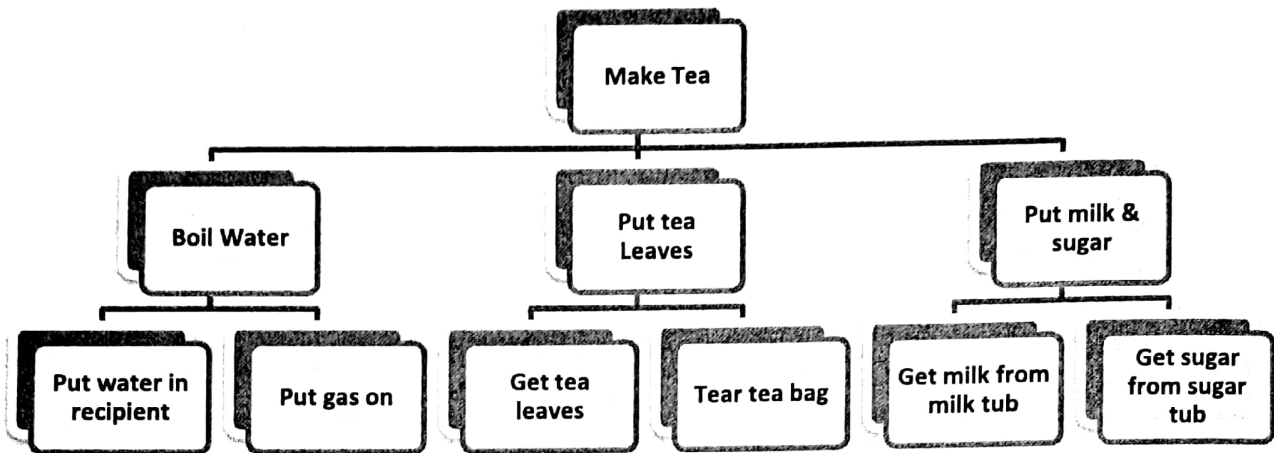 Make Tea
Boil Water
Put tea
Leaves
Put milk &
sugar
Put water in
recipient
Put gas on
Get tea
leaves
Tear tea bag
Get milk from
milk tub
Get sugar
from sugar
tub